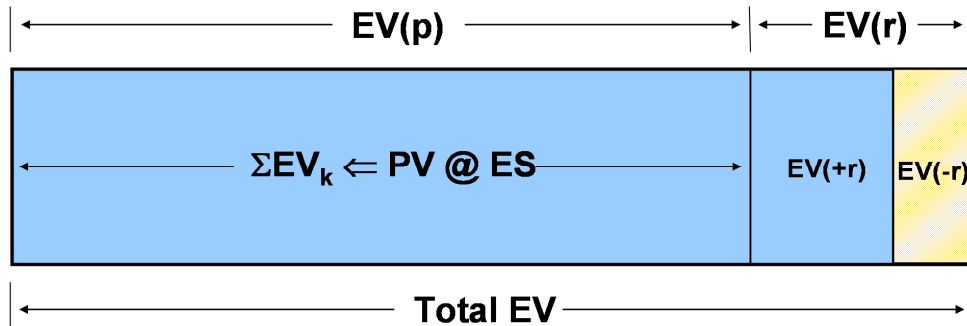 EV(p) EV(r)
ΣEVk ⇐ PV @ ES EV(+r) EV(-r)
Total EV